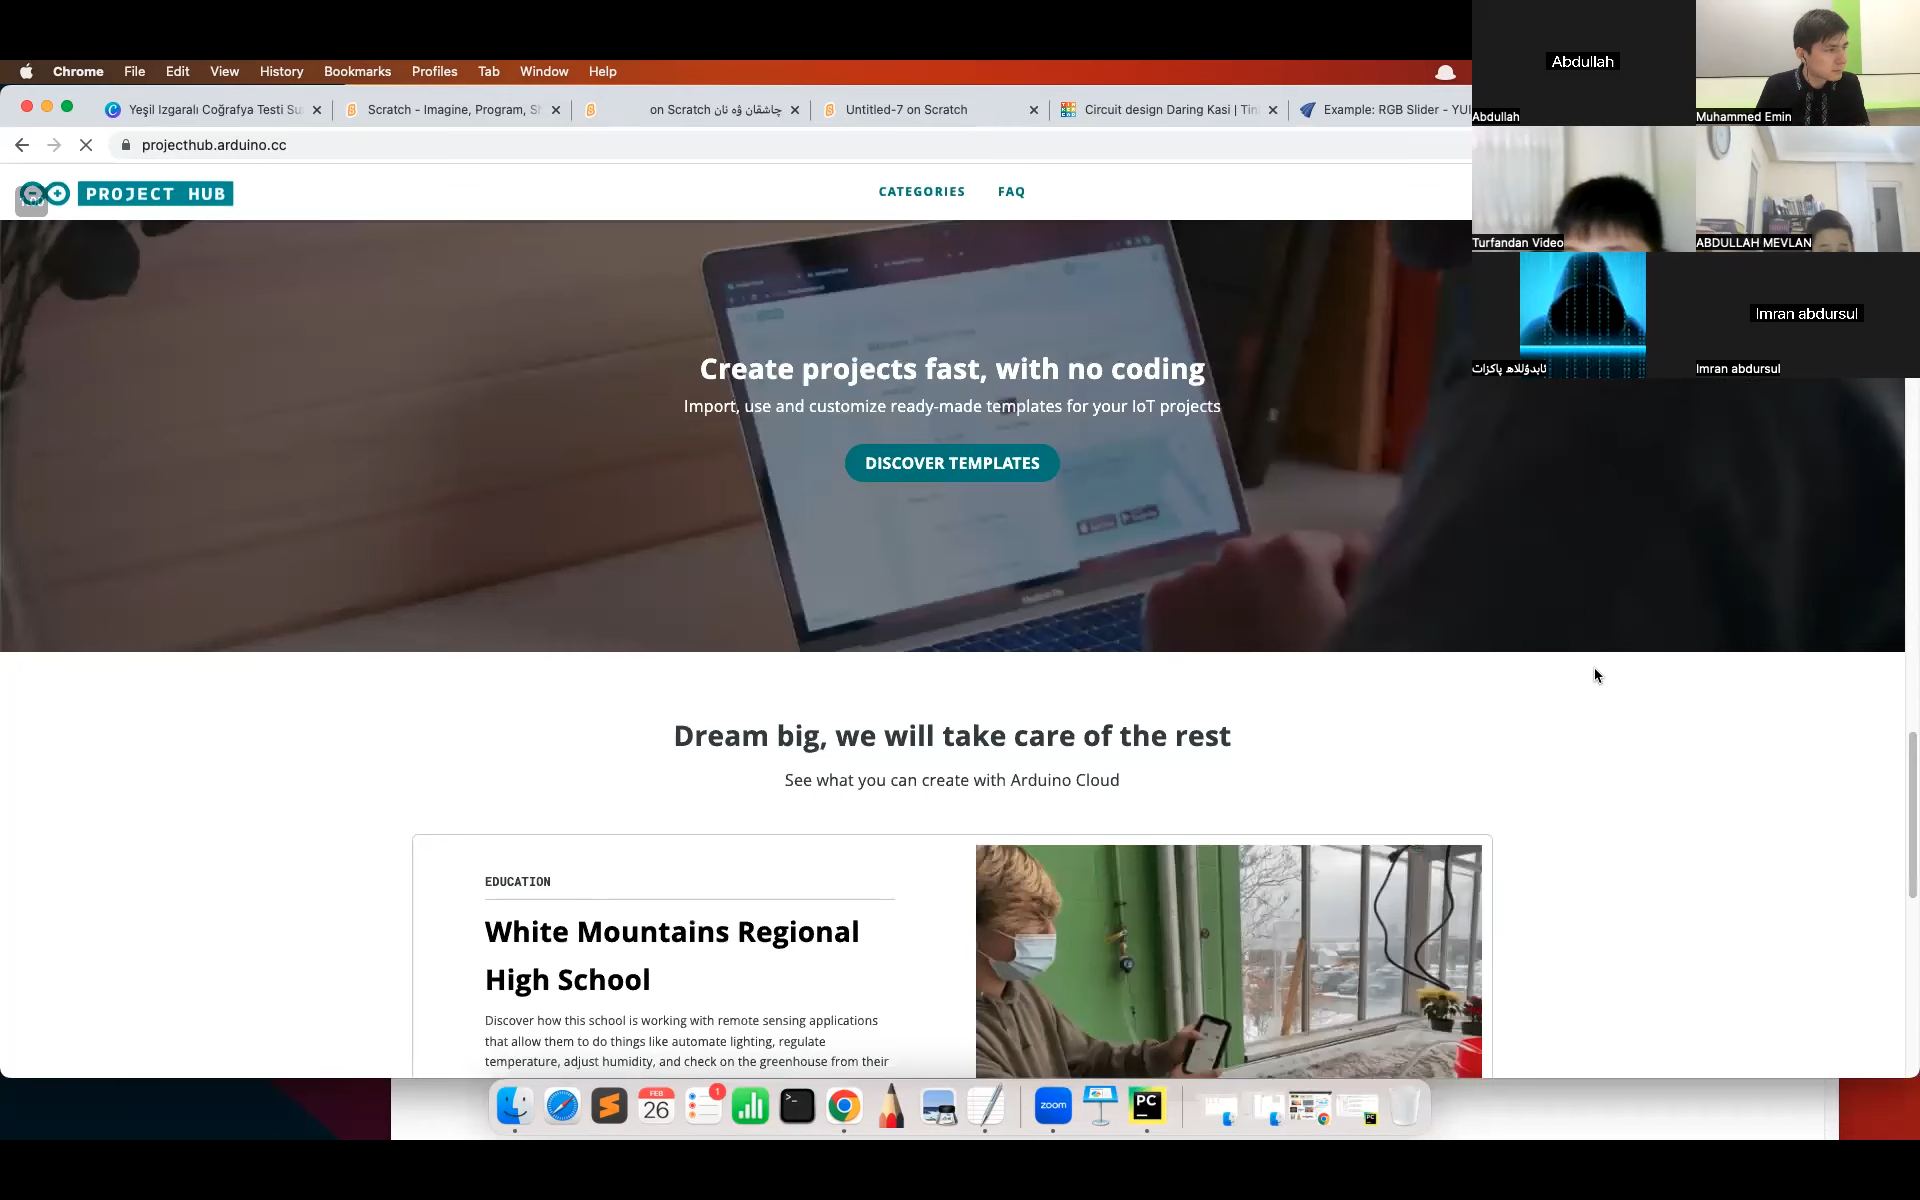 Chrome File Edit View History Bookmarks Profiles Tab Window Help
Yeşil Izgaralı Coğrafya Testi Su
Scratch - Imagine, Program, Sh
چاشقان ۋە نان on Scratch
Untitled-7 on Scratch
Circuit design Daring Kasi | Tin
Example: RGB Slider - YUI
projecthub.arduino.cc
PROJECT HUB
CATEGORIES
FAQ
Create projects fast, with no coding
Import, use and customize ready-made templates for your IoT projects
DISCOVER TEMPLATES
Dream big, we will take care of the rest
See what you can create with Arduino Cloud
EDUCATION
White Mountains Regional
High School
Discover how this school is working with remote sensing applications
that allow them to do things like automate lighting, regulate
temperature, adjust humidity, and check on the greenhouse from their
Abdullah
Abdullah
Muhammed Emin
Turfandan Video
ABDULLAH MEVLAN
ئابدۇللاھ پاكزات
Imran abdursul
Imran abdursul
FEB
26
1
zoom
PC